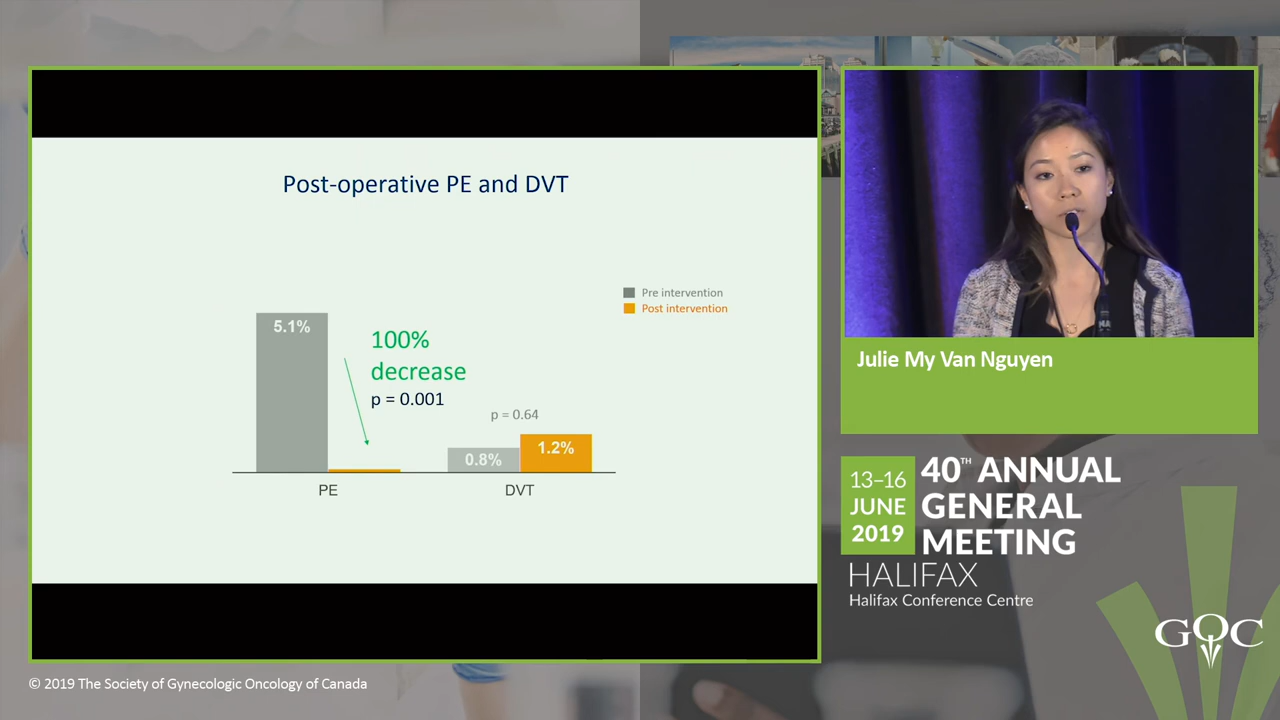 Post-operative PE and DVT
Pre intervention
Post intervention
5.1%
100%
decrease
p = 0.001
p = 0.64
0.8%
1.2%
PE
DVT
Julie My Van Nguyen
13–16
JUNE
2019
40TH ANNUAL
GENERAL
MEETING
HALIFAX
Halifax Conference Centre
GOC
© 2019 The Society of Gynecologic Oncology of Canada